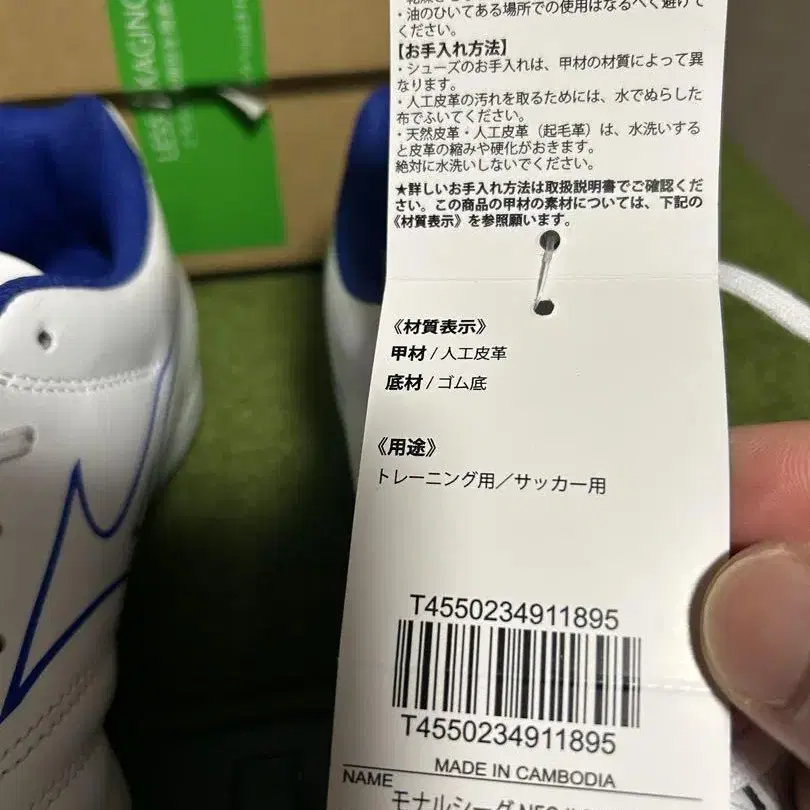 ・油のひいてある場所での使用はなるべく避けて
ください。
【お手入れ方法】
・シューズのお手入れは、甲材の材質によって異
なります。
・人工皮革の汚れを取るためには、水でぬらした
布でふいてください。
・天然皮革・人工皮革（起毛革）は、水洗いする
と皮革の縮みや硬化がおきます。
絶対に水洗いしないでください。
★詳しいお手入れ方法は取扱説明書でご確認くだ
さい。この商品の甲材の素材については、下記の
《材質表示》を参照願います。
《材質表示》
甲材 / 人工皮革
底材 / ゴム底
《用途》
トレーニング用／サッカー用
T4550234911895
T4550234911895
MADE IN CAMBODIA
NAME
モナルシーダ NEO